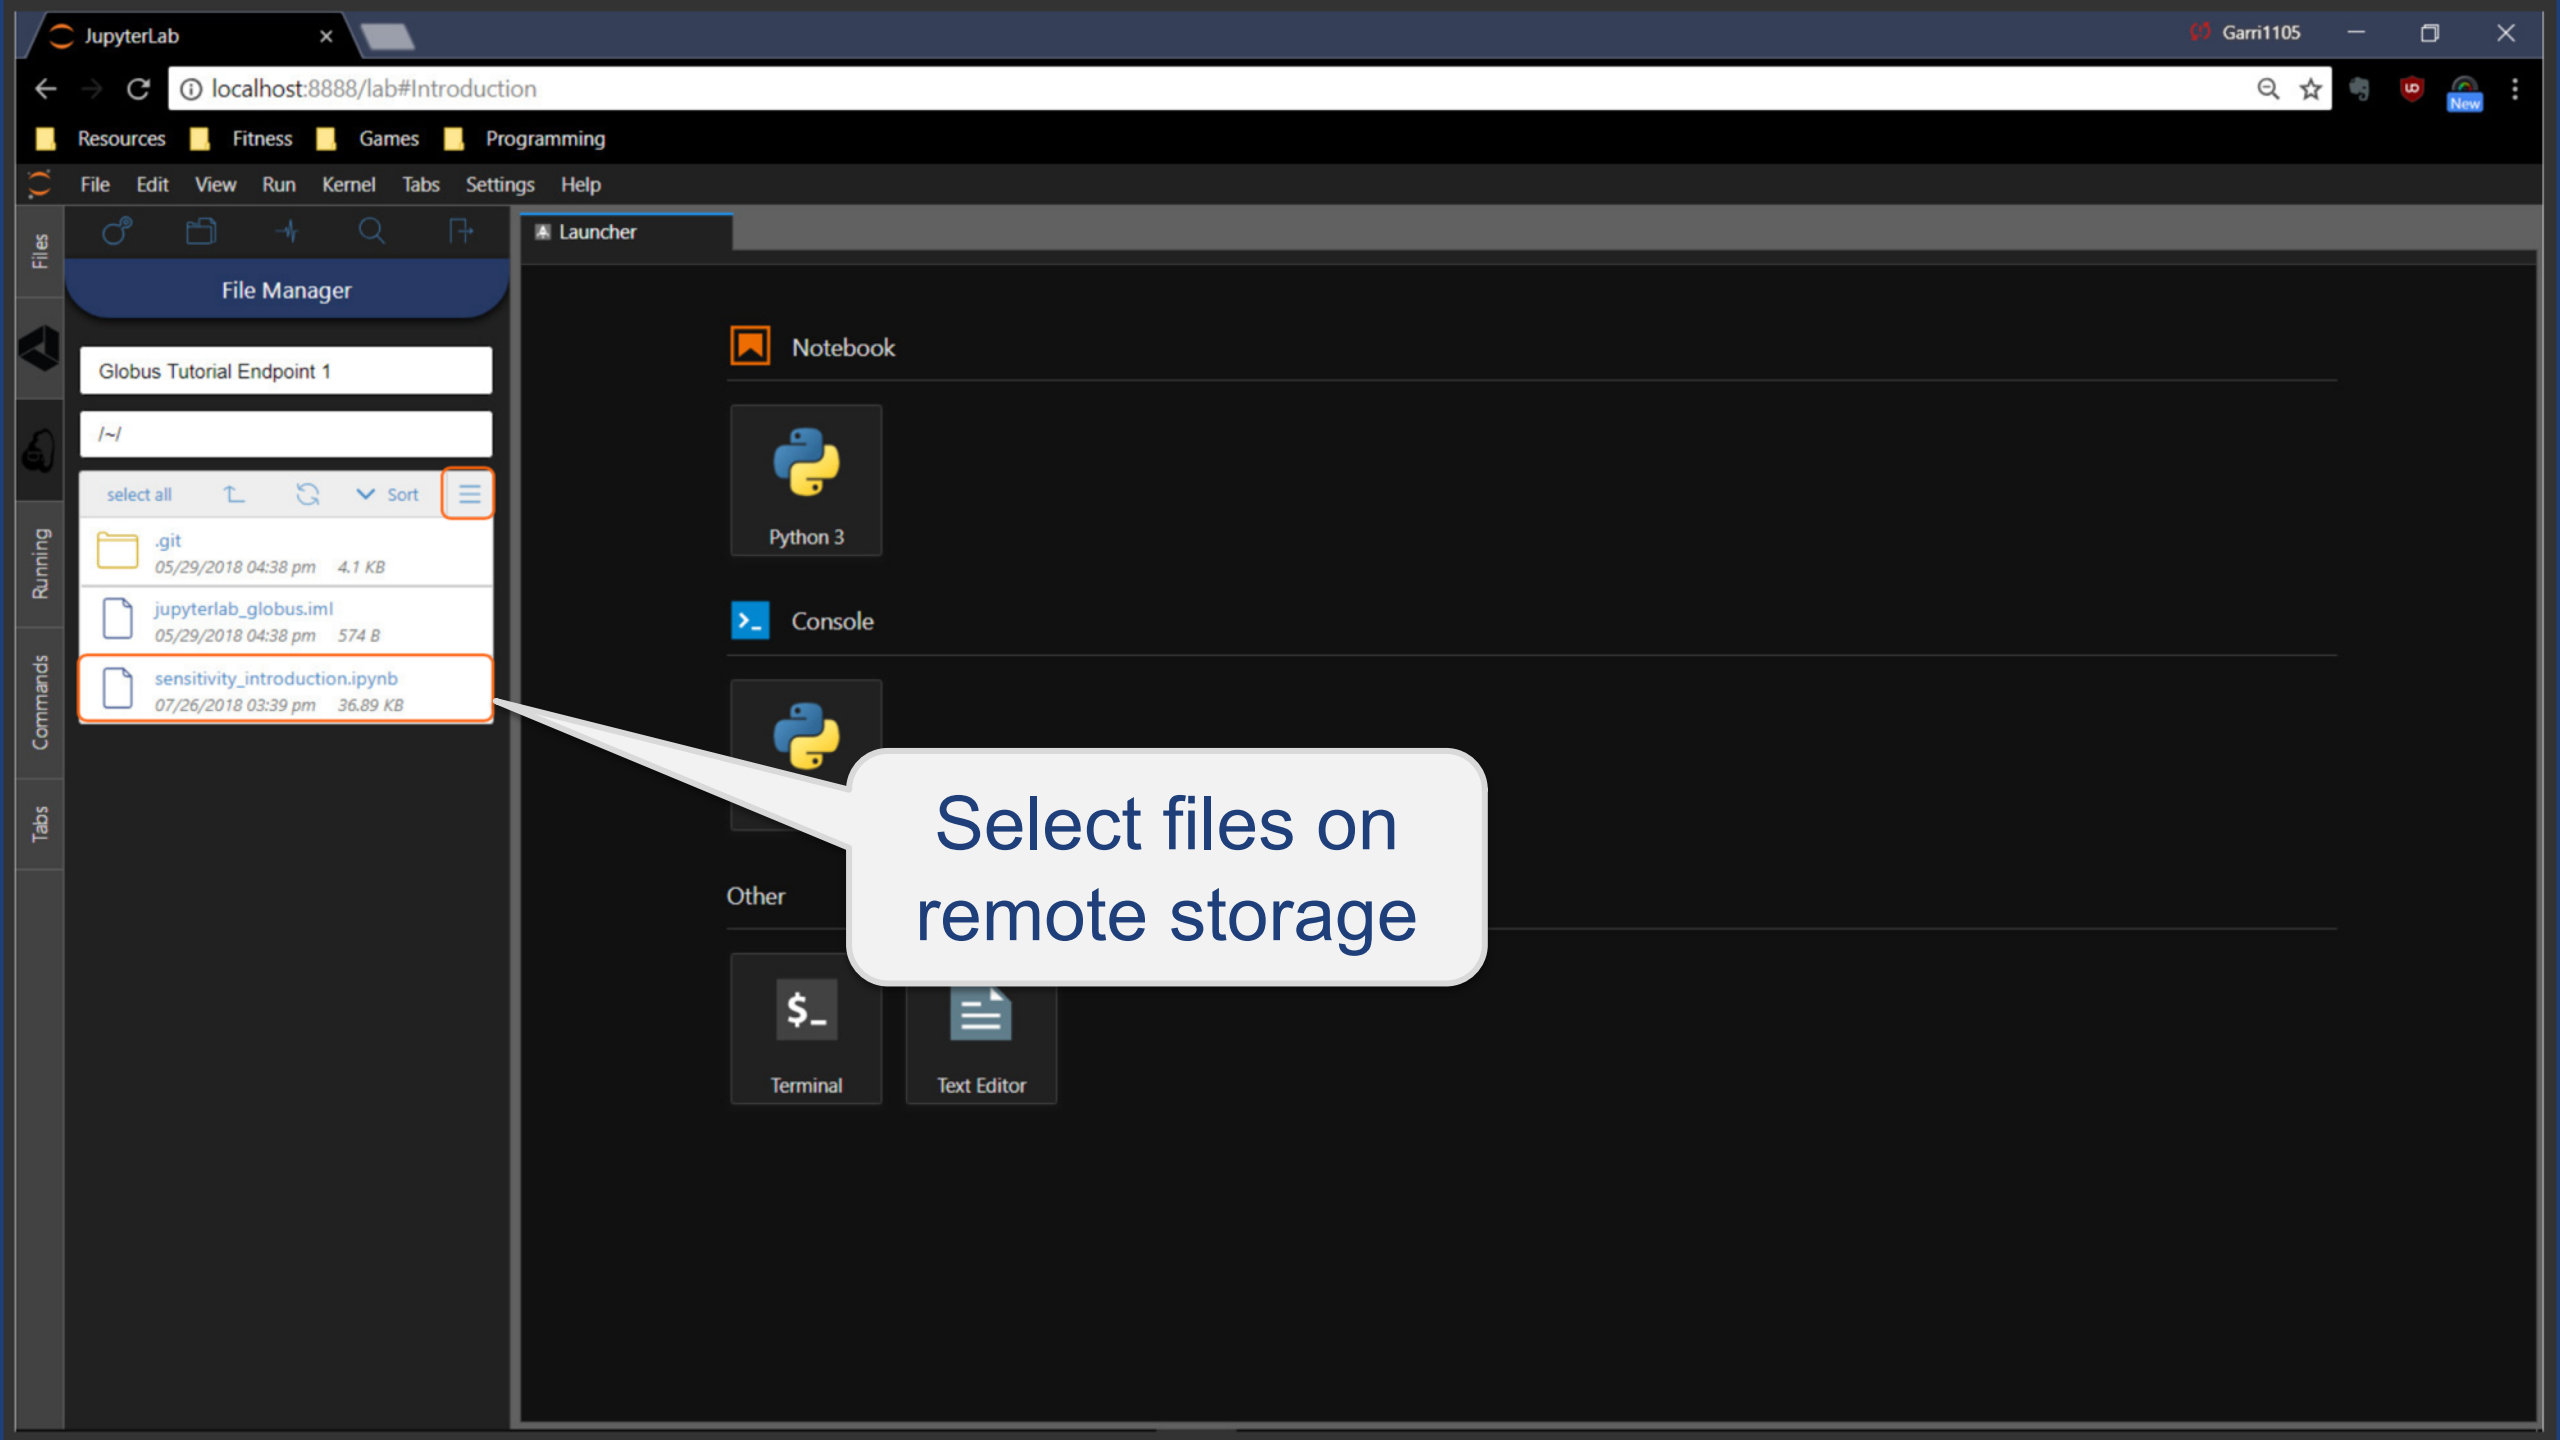 JupyterLab
Garri1105
localhost:8888/lab#Introduction
New
Resources Fitness Games Programming
File Edit View Run Kernel Tabs Settings Help
Files
Running
Commands
Tabs
File Manager
Globus Tutorial Endpoint 1
/~/
select all Sort
.git
05/29/2018 04:38 pm 4.1 KB
jupyterlab_globus.iml
05/29/2018 04:38 pm 574 B
sensitivity_introduction.ipynb
07/26/2018 03:39 pm 36.89 KB
Launcher
Notebook
Python 3
>_ Console
Select files on
remote storage
Other
$_
Terminal
Text Editor